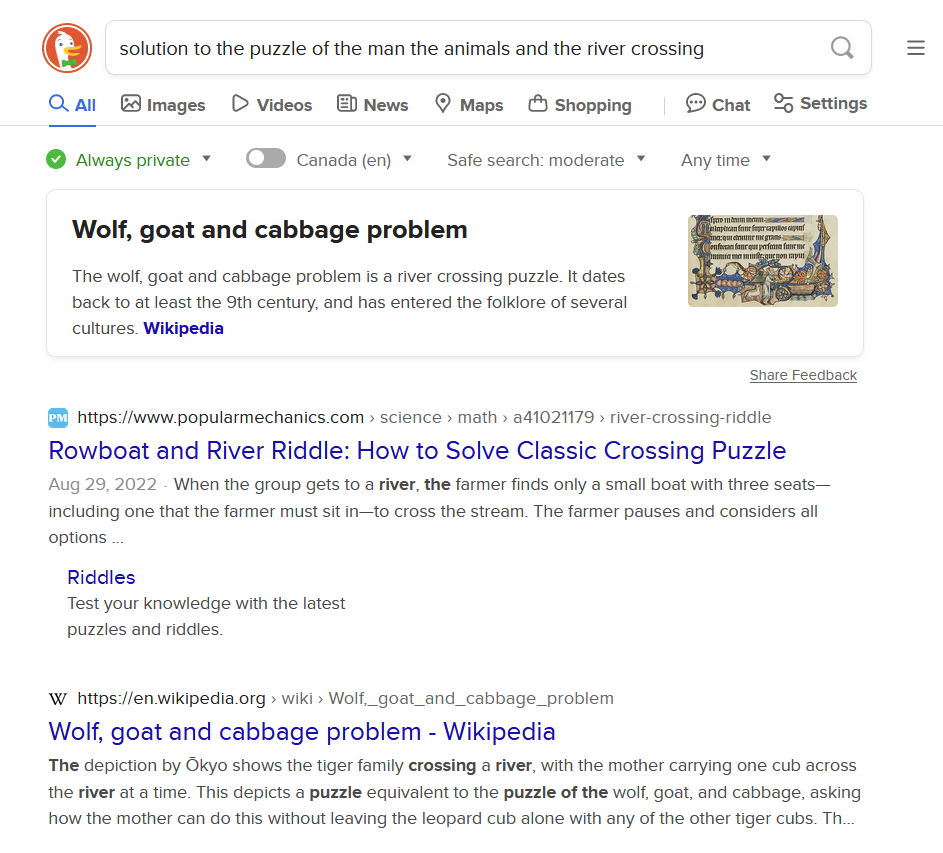 solution to the puzzle of the man the animals and the river crossing
All Images Videos News Maps Shopping Chat Settings
Always private Canada (en) Safe search: moderate Any time
Wolf, goat and cabbage problem
The wolf, goat and cabbage problem is a river crossing puzzle. It dates
back to at least the 9th century, and has entered the folklore of several
cultures. Wikipedia
Share Feedback
PM https://www.popularmechanics.com › science › math › a41021179 › river-crossing-riddle
Rowboat and River Riddle: How to Solve Classic Crossing Puzzle
Aug 29, 2022 · When the group gets to a river, the farmer finds only a small boat with three seats—
including one that the farmer must sit in—to cross the stream. The farmer pauses and considers all
options ...
Riddles
Test your knowledge with the latest
puzzles and riddles.
W https://en.wikipedia.org › wiki › Wolf,_goat_and_cabbage_problem
Wolf, goat and cabbage problem - Wikipedia
The depiction by Ōkyo shows the tiger family crossing a river, with the mother carrying one cub across
the river at a time. This depicts a puzzle equivalent to the puzzle of the wolf, goat, and cabbage, asking
how the mother can do this without leaving the leopard cub alone with any of the other tiger cubs. Th...